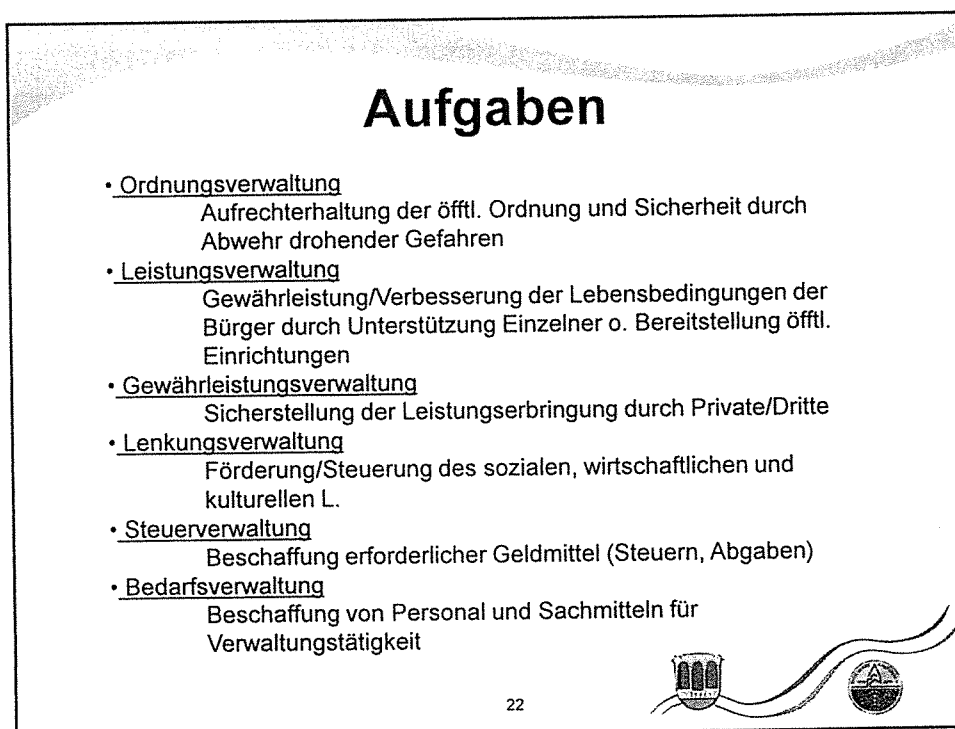 Aufgaben
• Ordnungsverwaltung
Aufrechterhaltung der öfftl. Ordnung und Sicherheit durch
Abwehr drohender Gefahren
• Leistungsverwaltung
Gewährleistung/Verbesserung der Lebensbedingungen der
Bürger durch Unterstützung Einzelner o. Bereitstellung öfftl.
Einrichtungen
• Gewährleistungsverwaltung
Sicherstellung der Leistungserbringung durch Private/Dritte
• Lenkungsverwaltung
Förderung/Steuerung des sozialen, wirtschaftlichen und
kulturellen L.
• Steuerverwaltung
Beschaffung erforderlicher Geldmittel (Steuern, Abgaben)
• Bedarfsverwaltung
Beschaffung von Personal und Sachmitteln für
Verwaltungstätigkeit
22